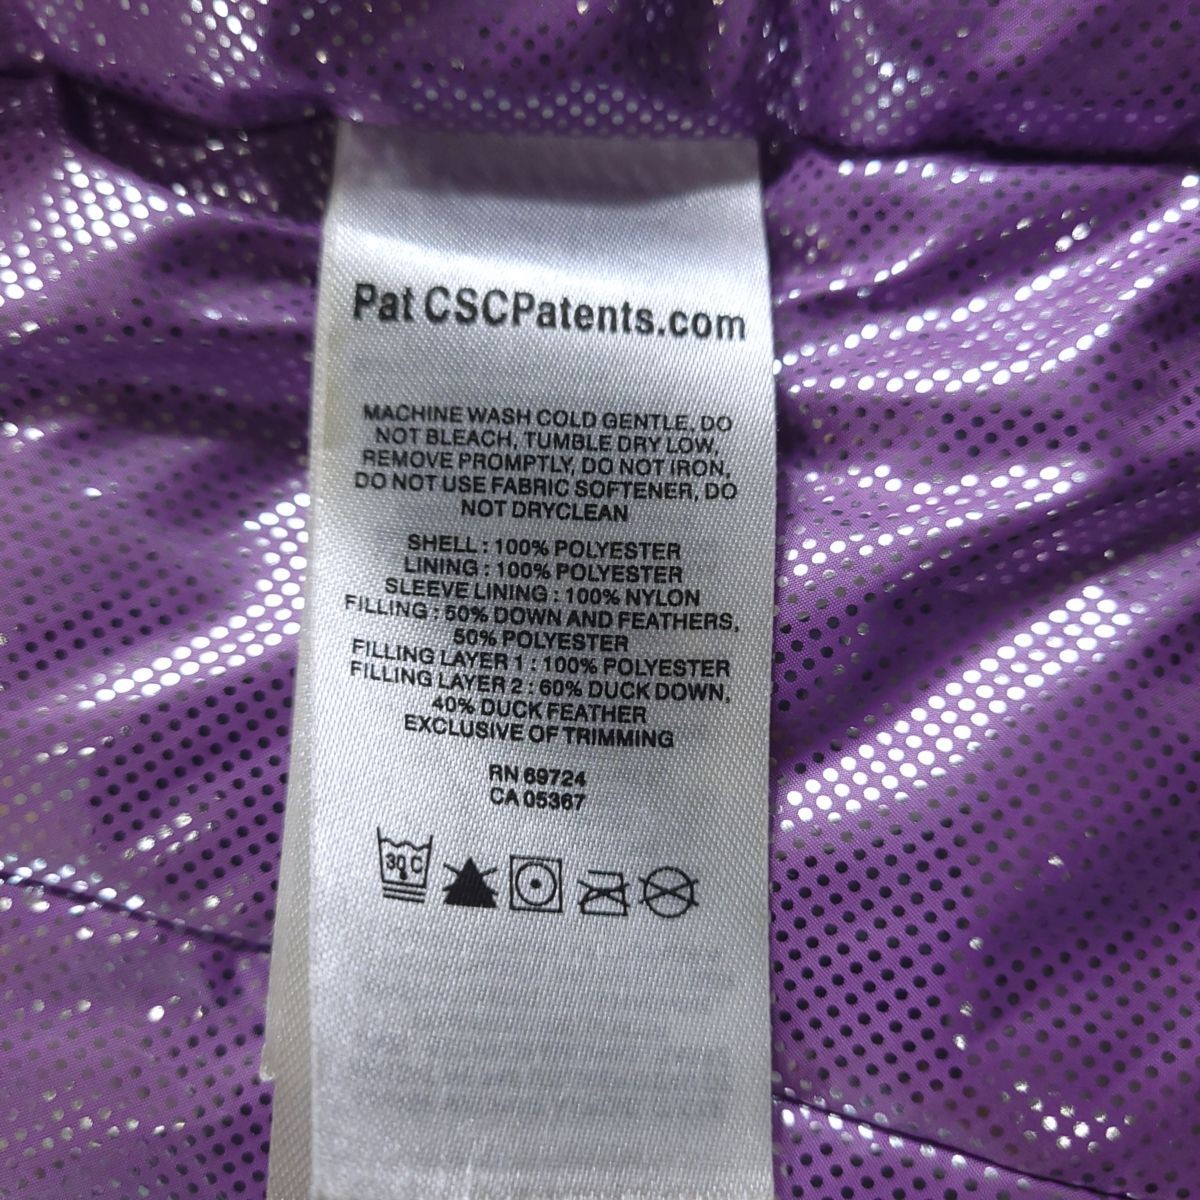 Pat CSCPatents.com
MACHINE WASH COLD GENTLE, DO
NOT BLEACH, TUMBLE DRY LOW,
REMOVE PROMPTLY, DO NOT IRON,
DO NOT USE FABRIC SOFTENER, DO
NOT DRYCLEAN
SHELL : 100% POLYESTER
LINING : 100% POLYESTER
SLEEVE LINING : 100% NYLON
FILLING : 50% DOWN AND FEATHERS,
50% POLYESTER
FILLING LAYER 1 : 100% POLYESTER
FILLING LAYER 2 : 60% DUCK DOWN,
40% DUCK FEATHER
EXCLUSIVE OF TRIMMING
RN 69724
CA 05367
30 C